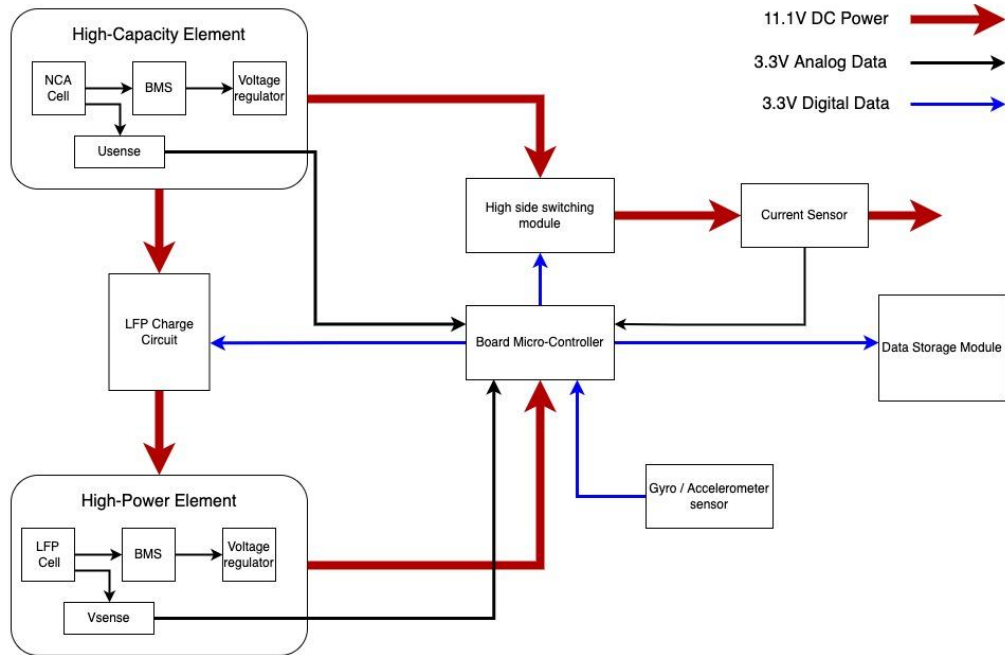 High-Capacity Element
NCA
Cell
BMS
Voltage
regulator
Usense
11.1V DC Power
3.3V Analog Data
3.3V Digital Data
High side switching
module
Current Sensor
LFP Charge
Circuit
Board Micro-Controller
Data Storage Module
High-Power Element
LFP
Cell
BMS
Voltage
regulator
Vsense
Gyro / Accelerometer
sensor